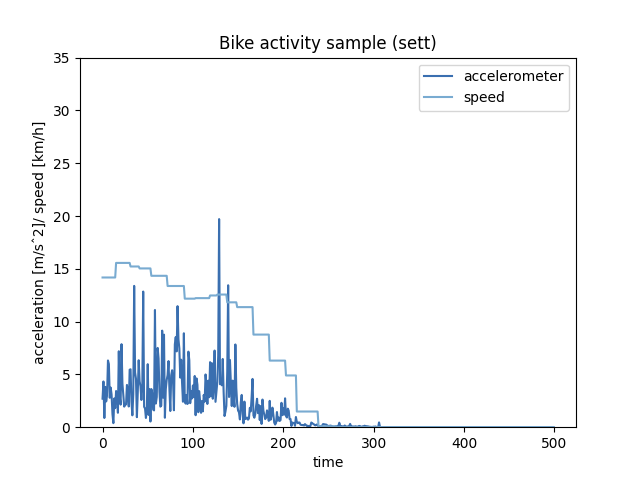 Bike activity sample (sett)
accelerometer
speed
acceleration [m/sˆ2]/ speed [km/h]
35
30
25
20
15
10
5
0
0 100 200 300 400 500
time